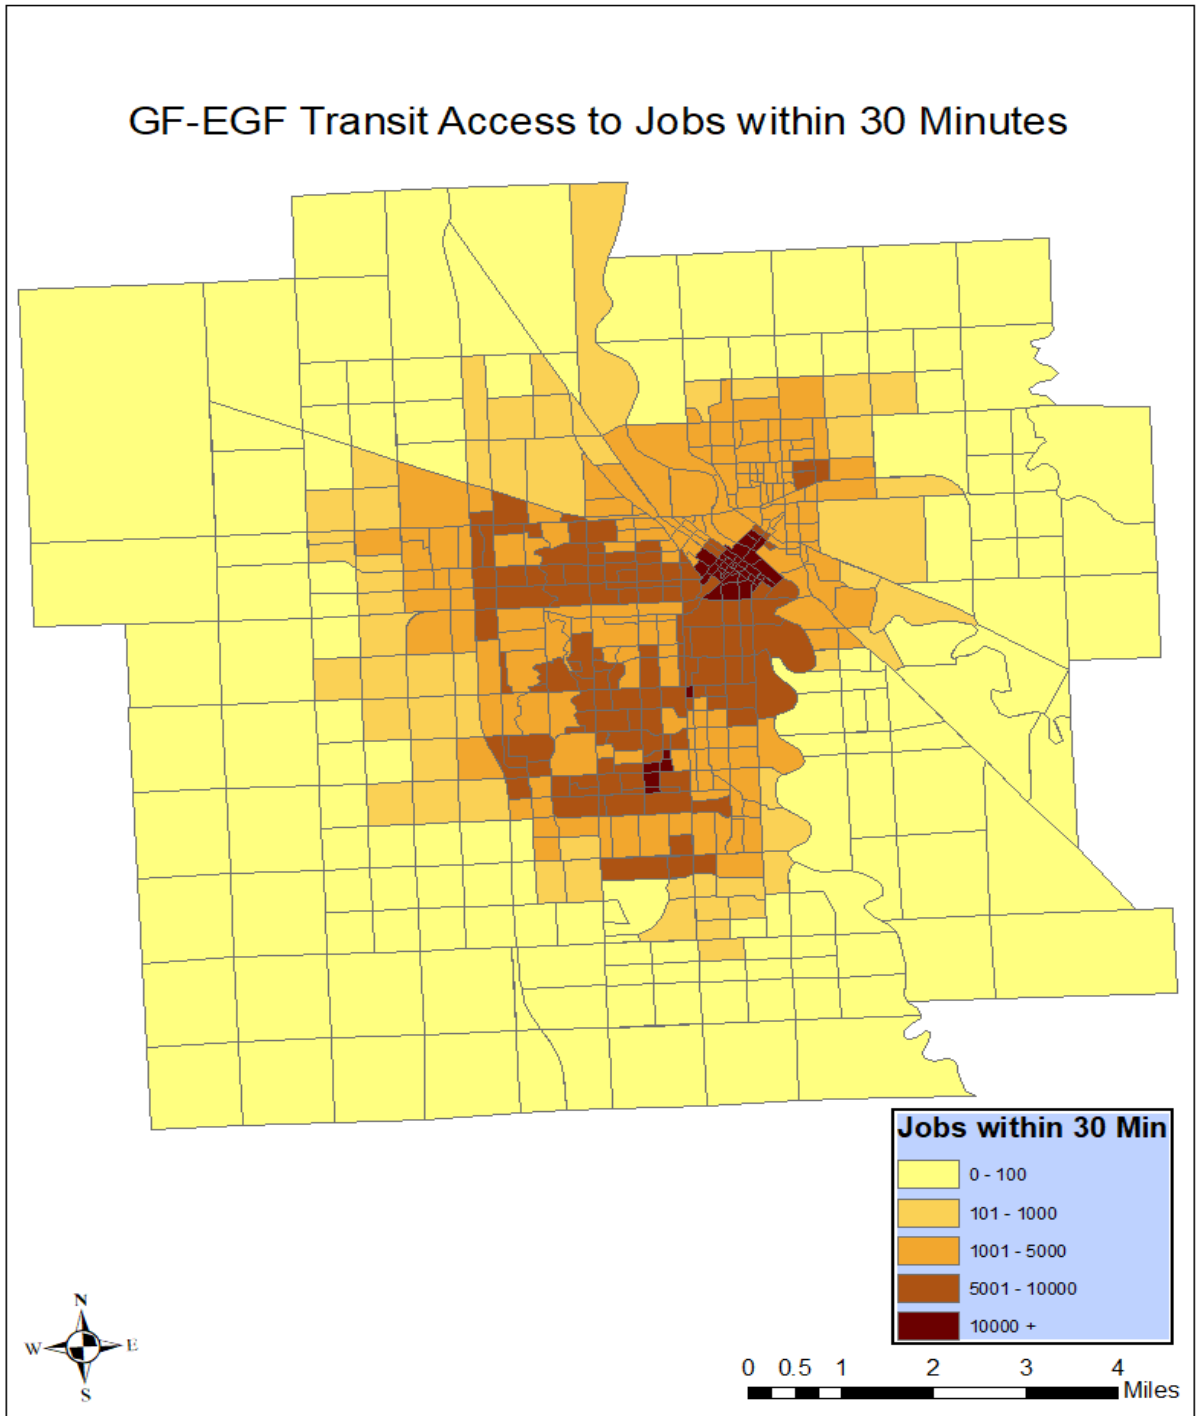 GF-EGF Transit Access to Jobs within 30 Minutes
Jobs within 30 Min
0 - 100
101 - 1000
1001 - 5000
5001 - 10000
10000 +
N
W E
S
0 0.5 1 2 3 4
Miles